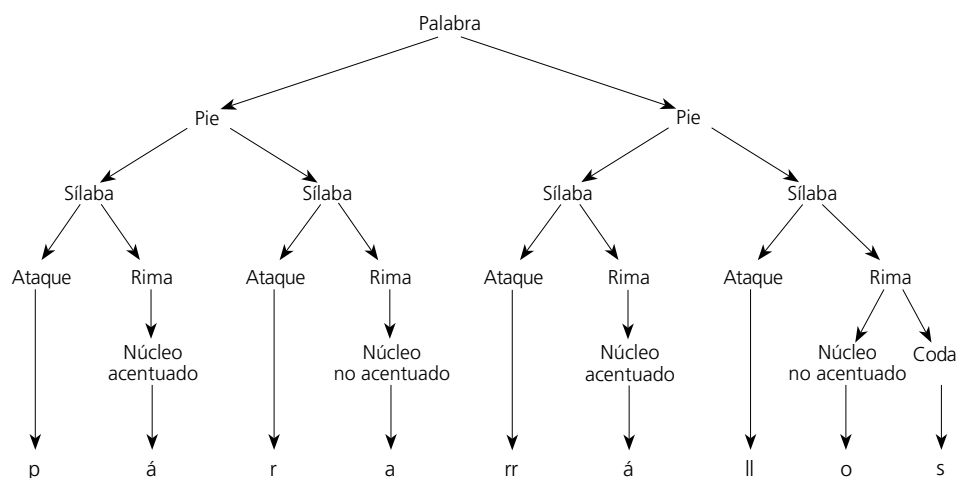 Palabra
Pie Pie
Sílaba Sílaba Sílaba Sílaba
Ataque Rima Ataque Rima Ataque Rima Ataque Rima
Núcleo Núcleo Núcleo Núcleo Coda
acentuado no acentuado acentuado no acentuado
p á r a rr á ll o s